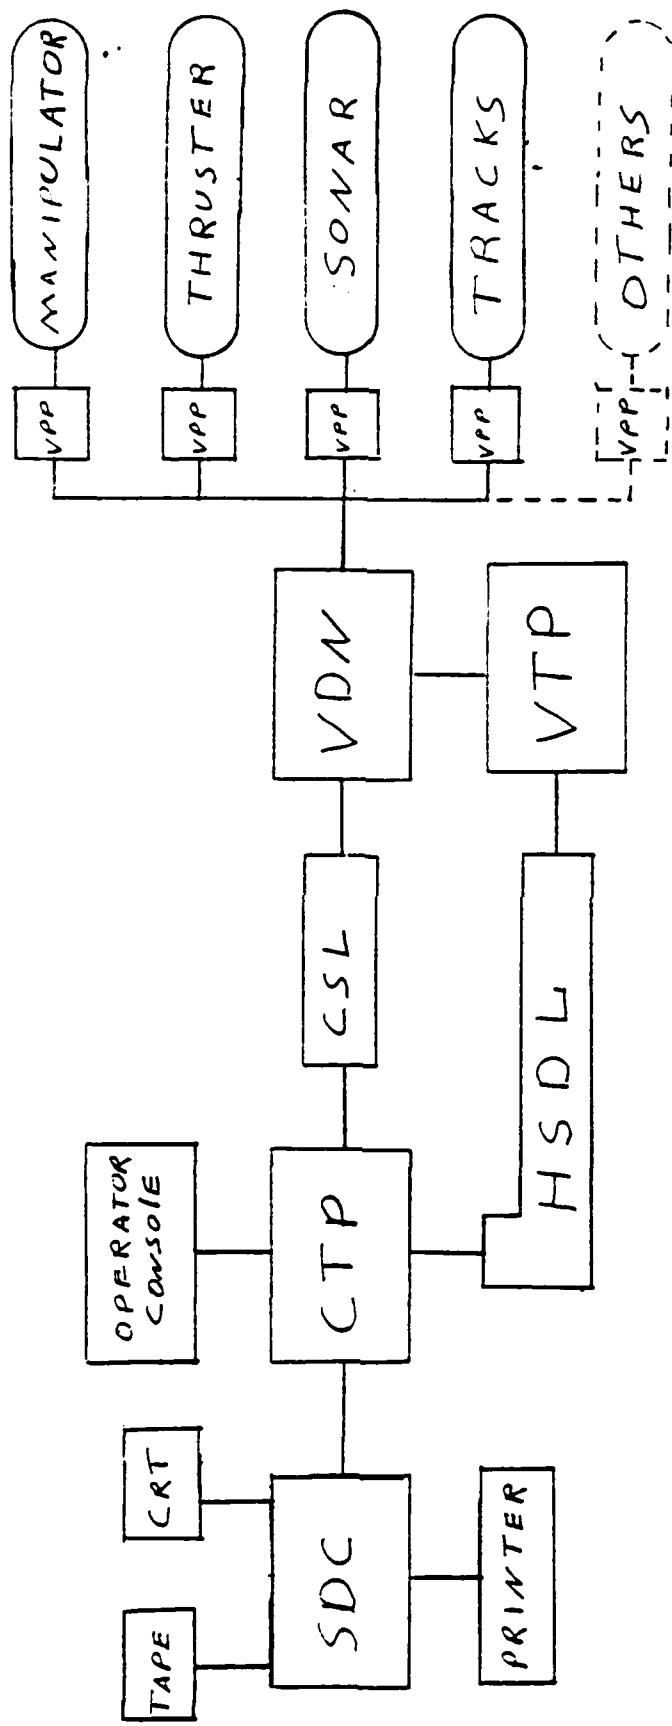 TAPE
CRT
OPERATOR
CONSOLE
SDC
CTP
CSL
VDN
PRINTER
HSDL
VTP
VPP
MANIPULATOR
VPP
THRUSTER
VPP
SONAR
VPP
TRACKS
VPP
OTHERS